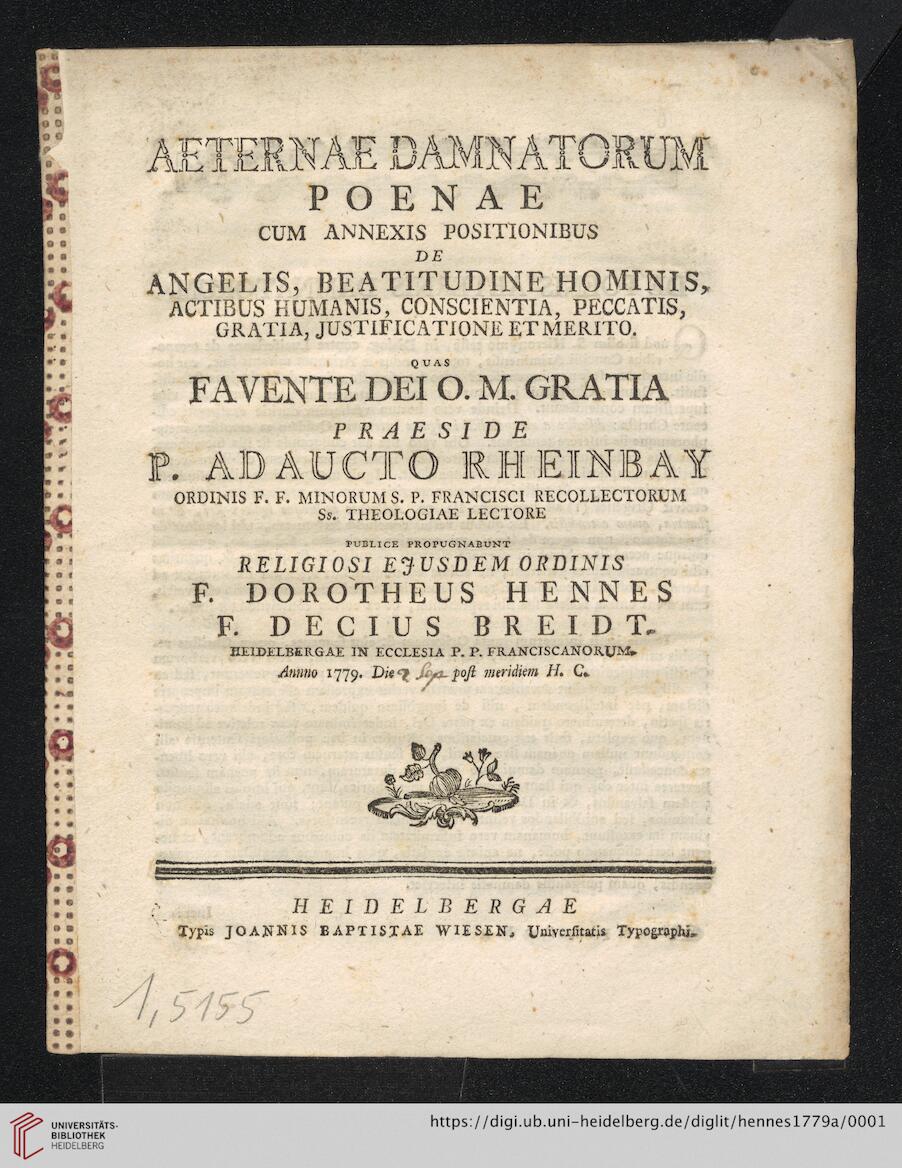 AETERNAE DAMNATORUM
POENAE
CUM ANNEXIS POSITIONIBUS
DE
ANGELIS, BEATITUDINE HOMINIS,
ACTIBUS HUMANIS, CONSCIENTIA, PECCATIS,
GRATIA, JUSTIFICATIONE ET MERITO.
QUAS
FAVENTE DEI O. M. GRATIA
PRAESIDE
P. ADAUCTO RHEINBAY
ORDINIS F. F. MINORUM S. P. FRANCISCI RECOLLECTORUM
Ss. THEOLOGIAE LECTORE
PUBLICE PROPUGNABUNT
RELIGIOSI EJUSDEM ORDINIS
F. DOROTHEUS HENNES
F. DECIUS BREIDT.
HEIDELBERGAE IN ECCLESIA P. P. FRANCISCANORUM.
Annno 1779. Die post meridiem H. C.
HEIDELBERGAE
Typis JOANNIS BAPTISTAE WIESEN, Universitatis Typographi.
1,5155
UNIVERSITÄTS-
BIBLIOTHEK
HEIDELBERG
https://digi.ub.uni-heidelberg.de/diglit/hennes1779a/0001